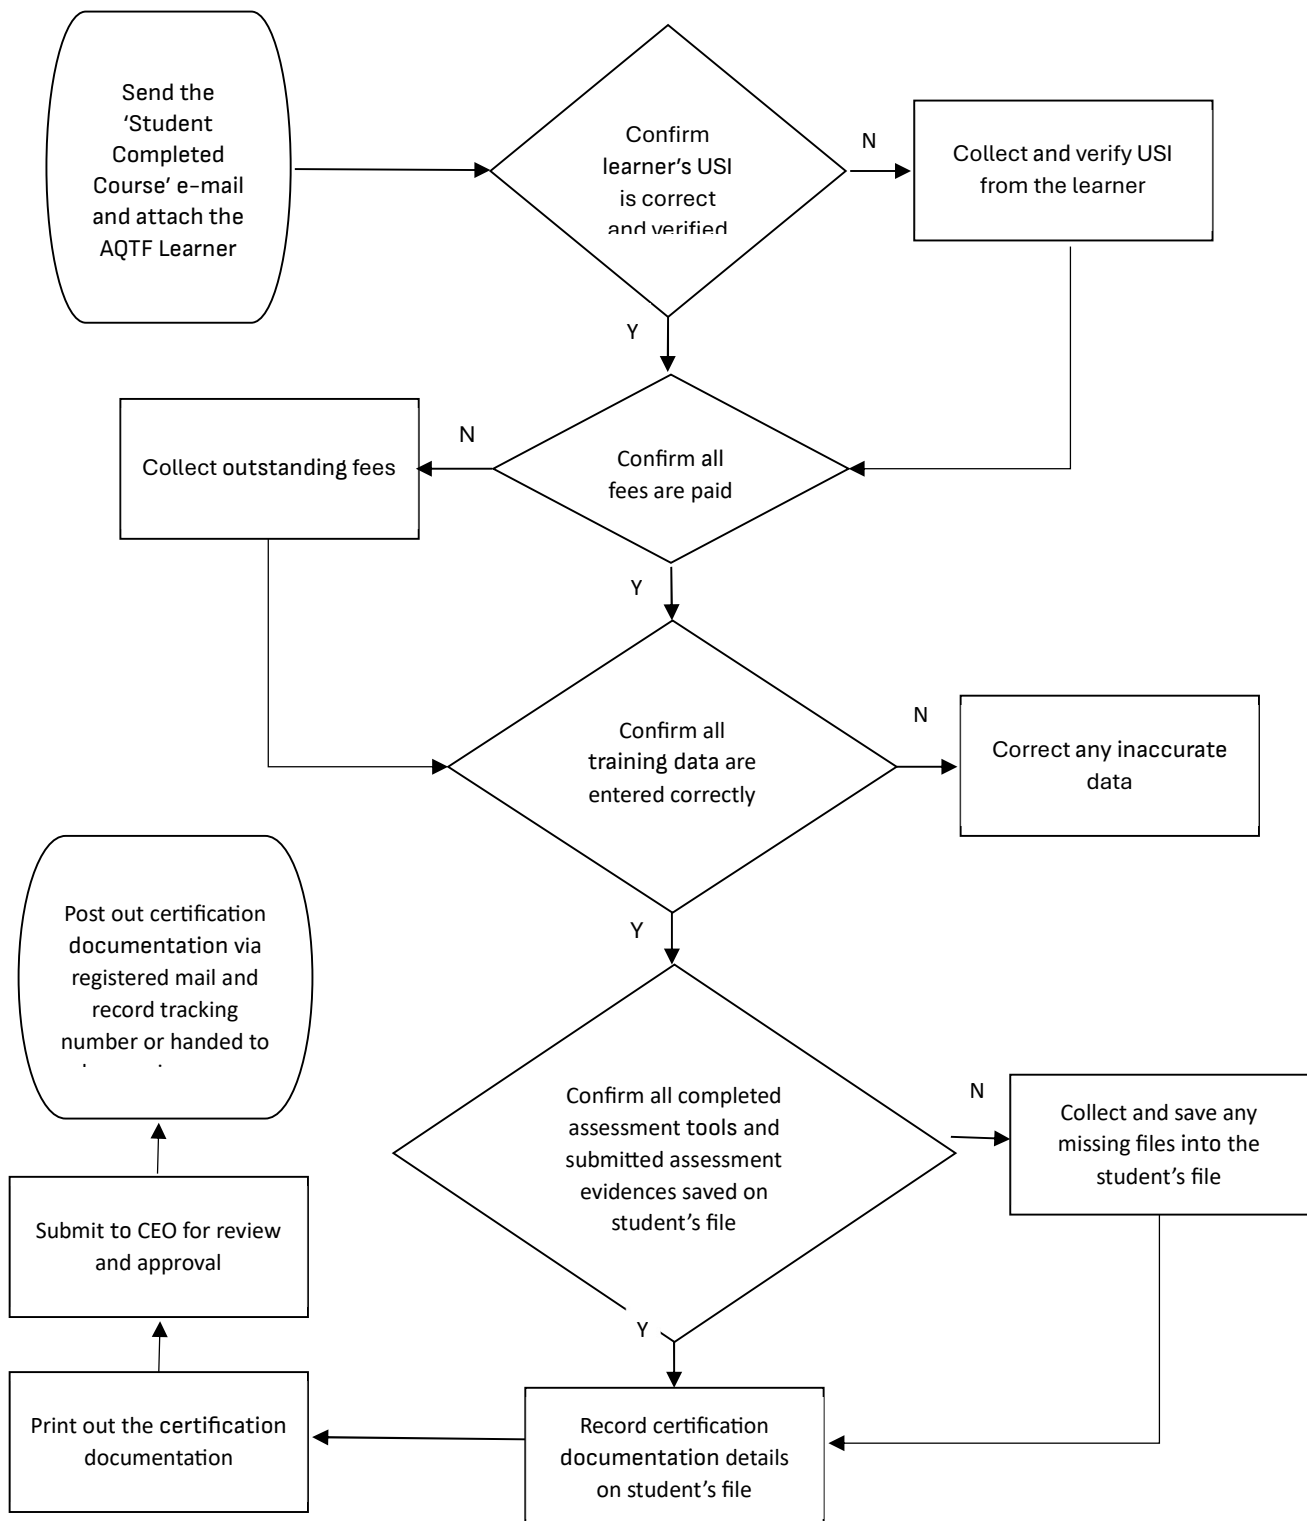 Send the
‘Student
Completed
Course’ e-mail
and attach the
AQTF Learner
Confirm
learner’s USI
is correct
and verified
N
Collect and verify USI
from the learner
Y
Collect outstanding fees
N
Confirm all
fees are paid
Y
Confirm all
training data are
entered correctly
N
Correct any inaccurate
data
Y
Post out certification
documentation via
registered mail and
record tracking
number or handed to
Confirm all completed
assessment tools and
submitted assessment
evidences saved on
student’s file
N
Collect and save any
missing files into the
student’s file
Submit to CEO for review
and approval
Y
Print out the certification
documentation
Record certification
documentation details
on student’s file